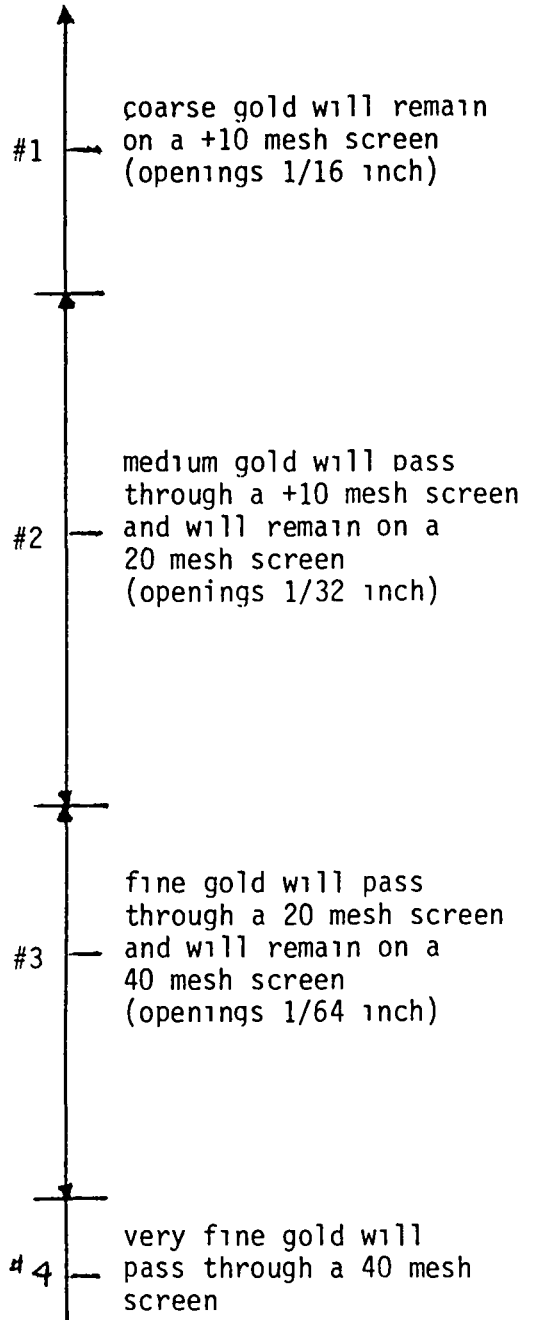 #1
coarse gold will remain
on a +10 mesh screen
(openings 1/16 inch)
#2
medium gold will pass
through a +10 mesh screen
and will remain on a
20 mesh screen
(openings 1/32 inch)
#3
fine gold will pass
through a 20 mesh screen
and will remain on a
40 mesh screen
(openings 1/64 inch)
#4
very fine gold will
pass through a 40 mesh
screen